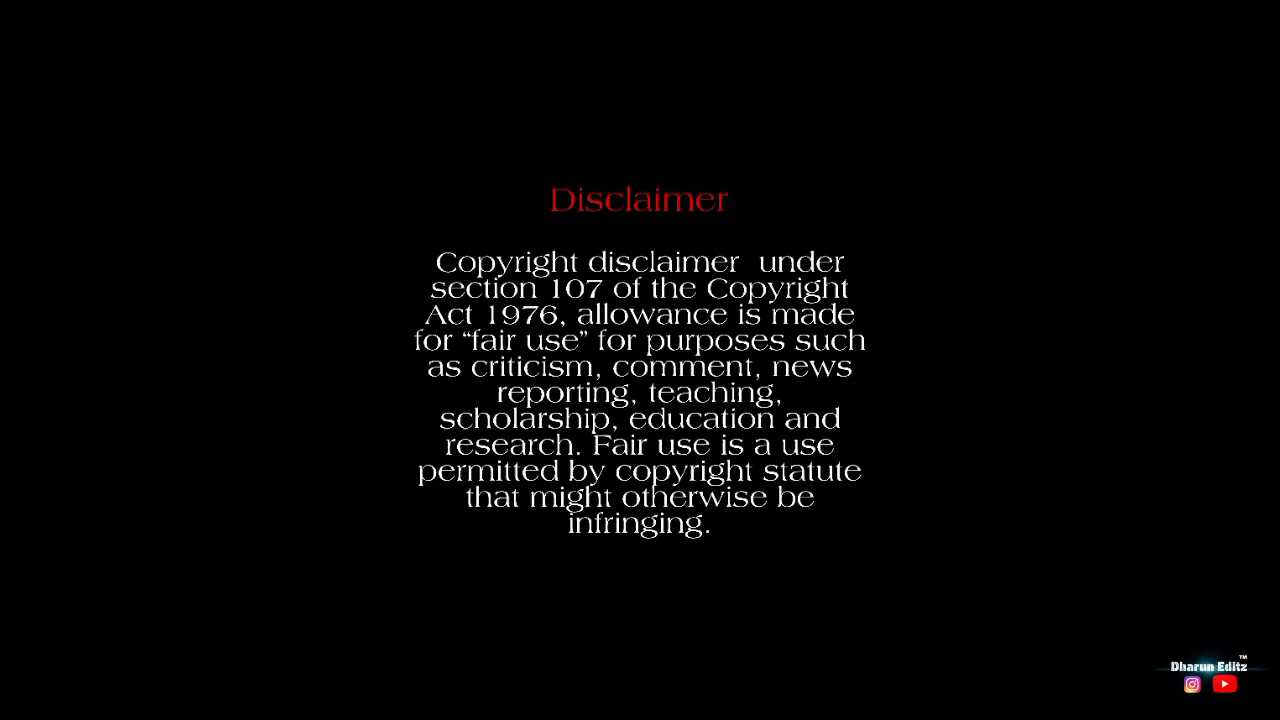 Disclaimer
Copyright disclaimer under
section 107 of the Copyright
Act 1976, allowance is made
for “fair use” for purposes such
as criticism, comment, news
reporting, teaching,
scholarship, education and
research. Fair use is a use
permitted by copyright statute
that might otherwise be
infringing.
Dharun Editz™